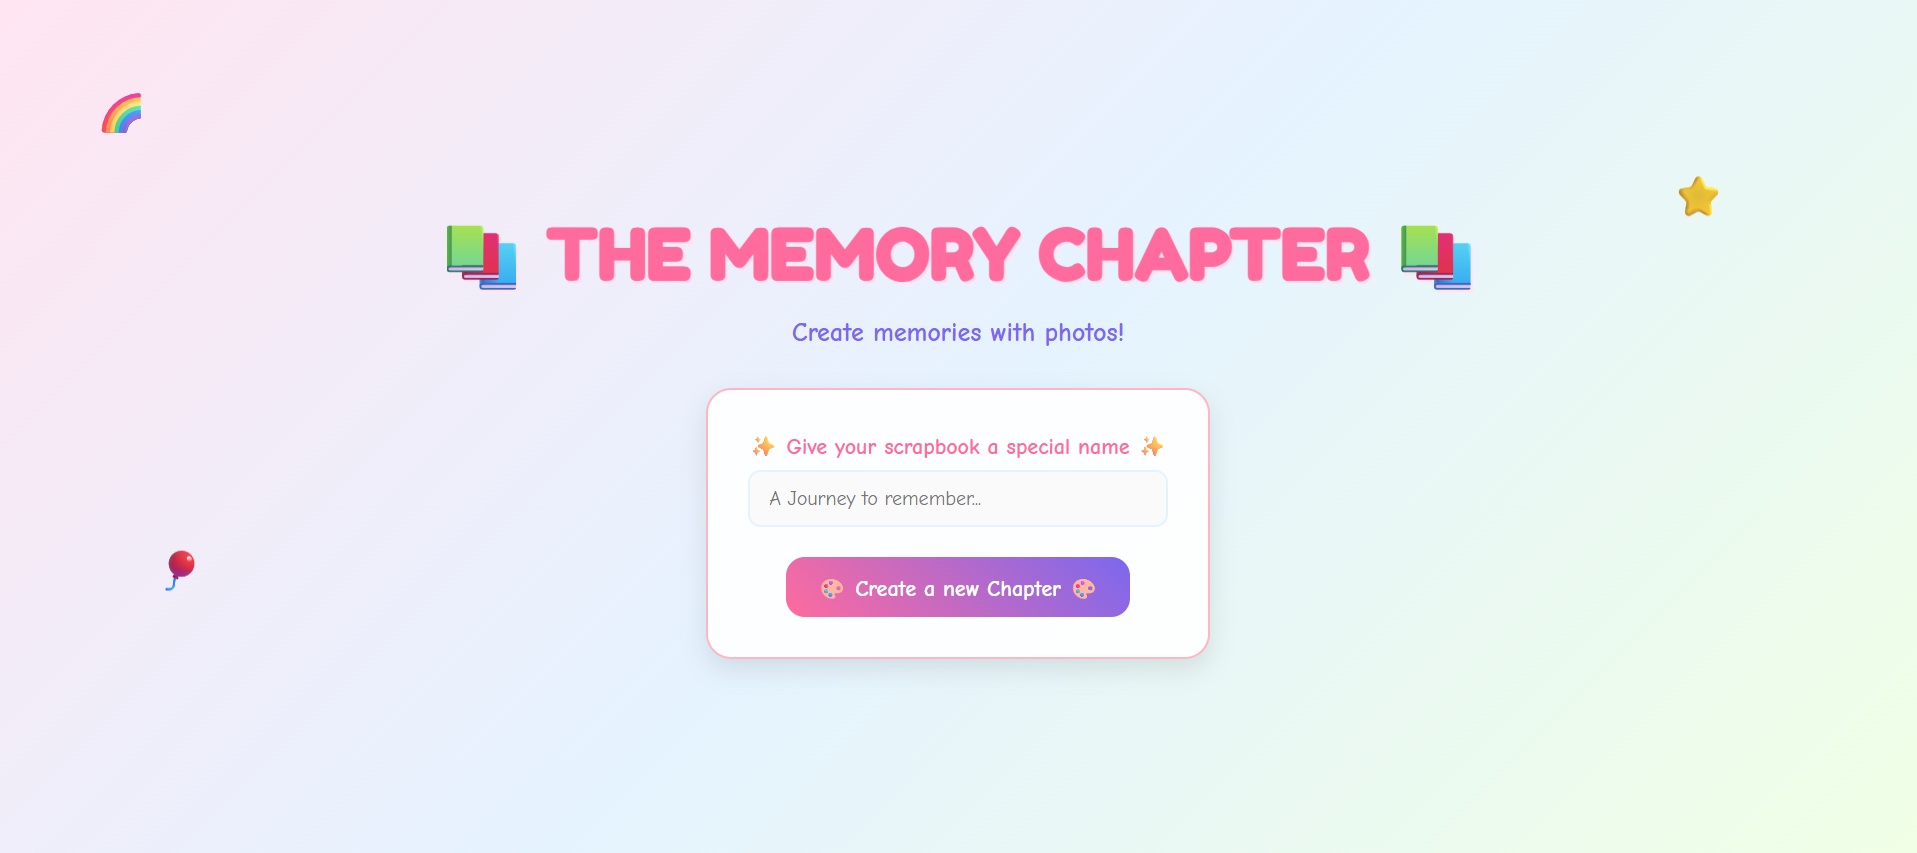 THE MEMORY CHAPTER
Create memories with photos!
Give your scrapbook a special name
A Journey to remember...
Create a new Chapter